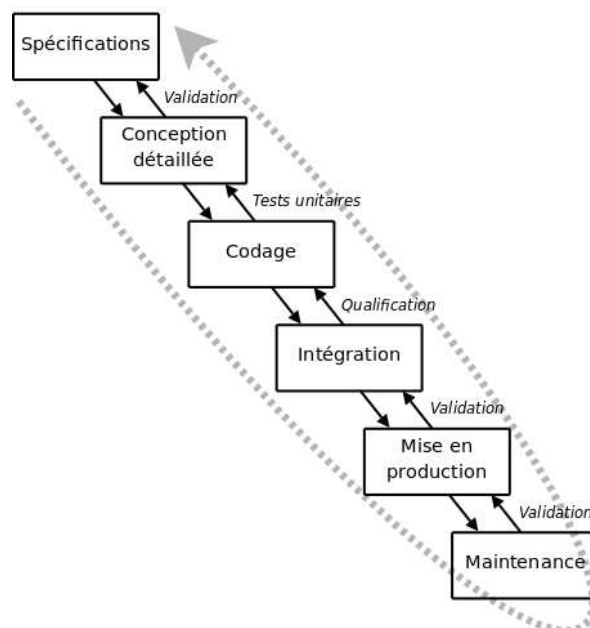 Spécifications
Validation
Conception
détaillée
Tests unitaires
Codage
Qualification
Intégration
Validation
Mise en
production
Validation
Maintenance